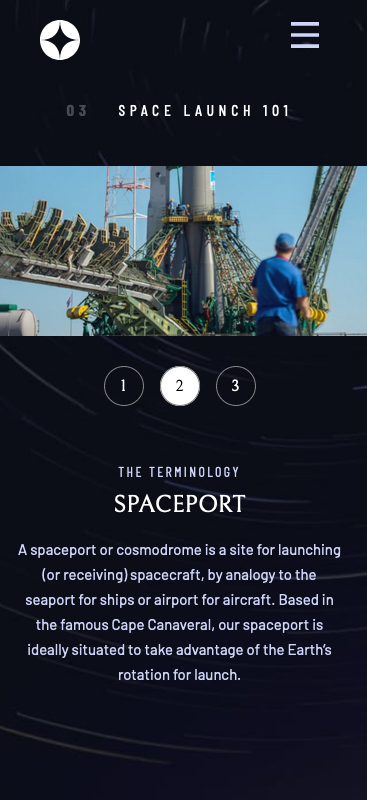 03 SPACE LAUNCH 101
1 2 3
THE TERMINOLOGY
SPACEPORT
A spaceport or cosmodrome is a site for launching
(or receiving) spacecraft, by analogy to the
seaport for ships or airport for aircraft. Based in
the famous Cape Canaveral, our spaceport is
ideally situated to take advantage of the Earth’s
rotation for launch.